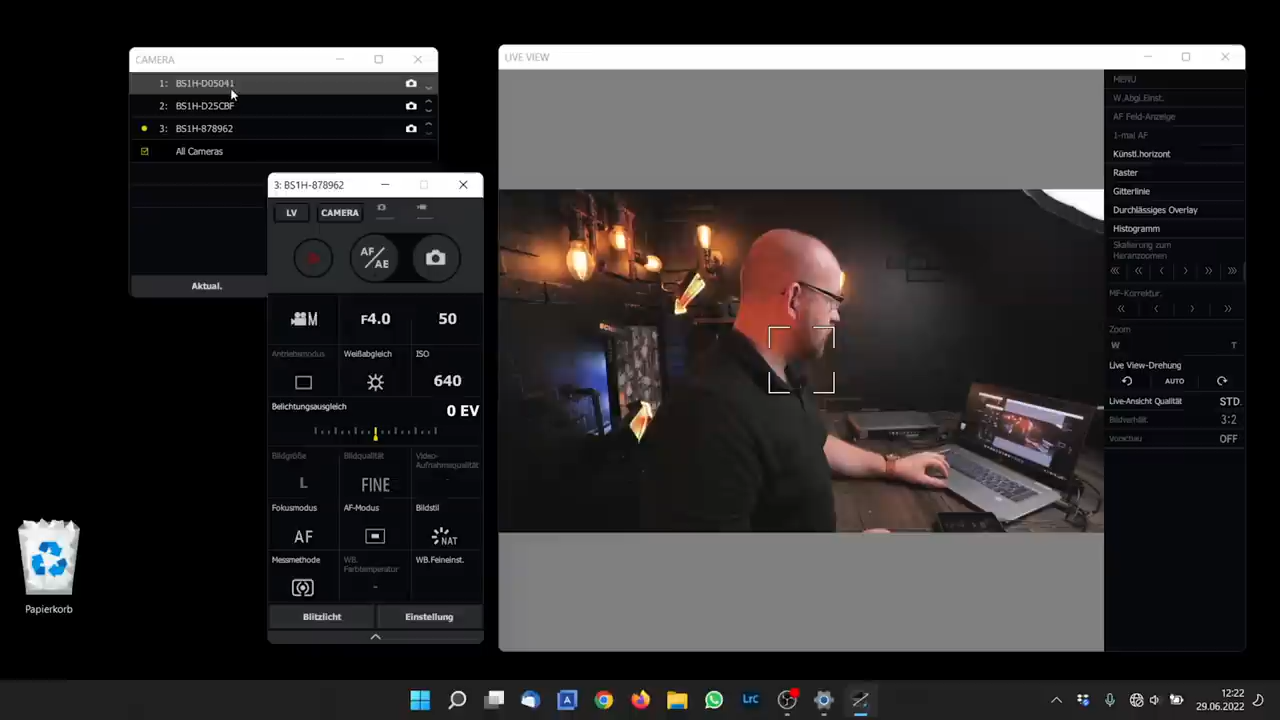 CAMERA
1: BS1H-D05041
2: BS1H-D25CBF
3: BS1H-878962
All Cameras
Aktual.
3: BS1H-878962
LV CAMERA
AF/AE
M F4.0 50
Antriebsmodus Weißabgleich ISO
640
Belichtungsausgleich
0 EV
Bildgröße Bildqualität Video-Aufnahmequalität
L FINE -
Fokusmodus AF-Modus Bildstil
AF NAT
Messmethode WB. Farbtemperatur WB.Feineinst.
-
Blitzlicht Einstellung
LIVE VIEW
MENU
W.Abgl.Einst.
AF Feld-Anzeige
1-mal AF
Künstl.horizont
Raster
Gitterlinie
Durchlässiges Overlay
Histogramm
Skalierung zum
Heranzoomen
MF-Korrektur.
Zoom
W T
Live View-Drehung
AUTO
Live-Ansicht Qualität STD.
Bildverhält. 3:2
Vorschau OFF
Papierkorb
A
LrC
12:22
29.06.2022